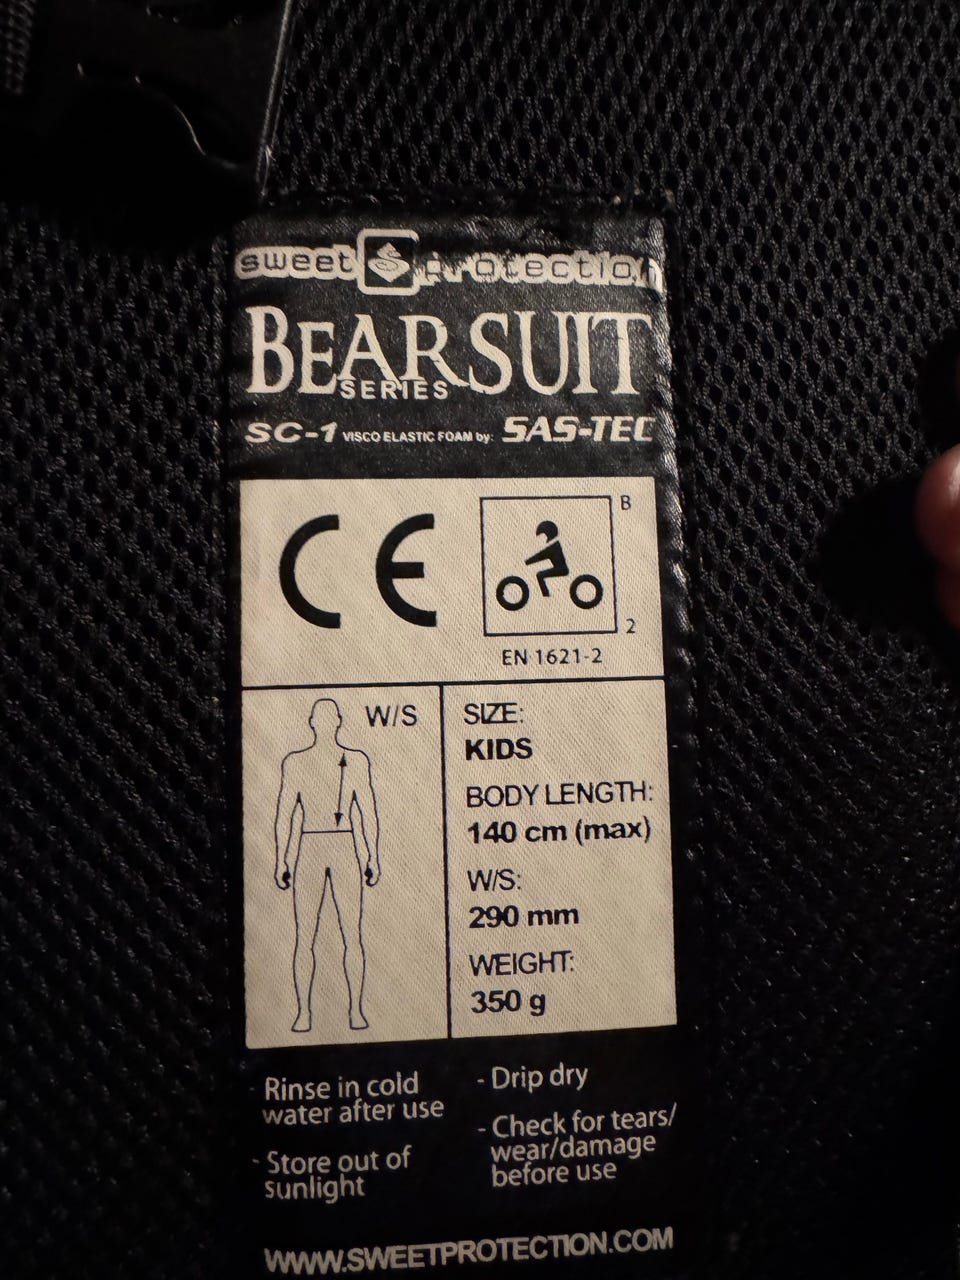 sweet protection
BEARSUIT
SERIES
SC-1 VISCO ELASTIC FOAM by: SAS-TEC
CE
B
2
EN 1621-2
W/S
SIZE:
KIDS
BODY LENGTH:
140 cm (max)
W/S:
290 mm
WEIGHT:
350 g
- Rinse in cold
water after use
- Store out of
sunlight
- Drip dry
- Check for tears/
wear/damage
before use
WWW.SWEETPROTECTION.COM